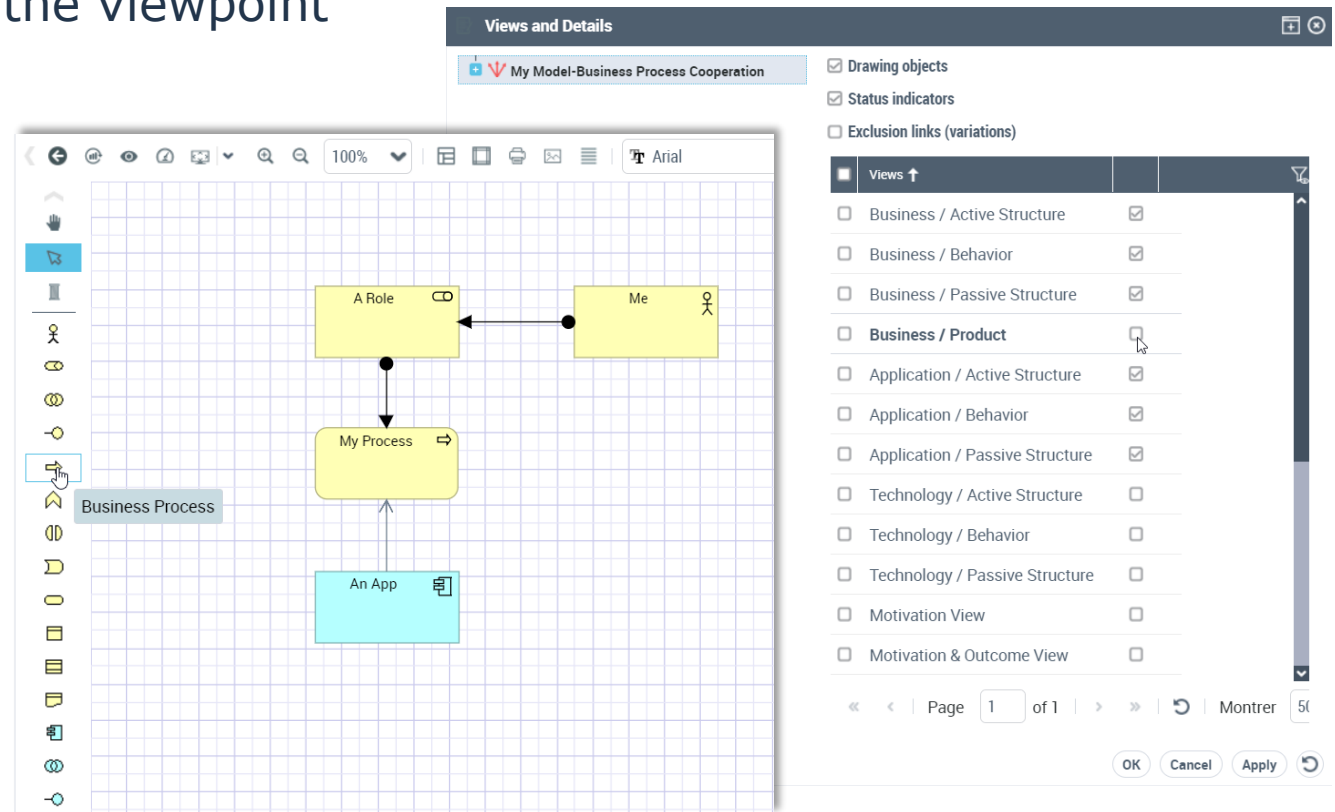 the Viewpoint
Views and Details
My Model-Business Process Cooperation
Drawing objects
Status indicators
Exclusion links (variations)
Views
Business / Active Structure
Business / Behavior
Business / Passive Structure
Business / Product
Application / Active Structure
Application / Behavior
Application / Passive Structure
Technology / Active Structure
Technology / Behavior
Technology / Passive Structure
Motivation View
Motivation & Outcome View
Page 1 of 1 Montrer 50
OK Cancel Apply
100% Arial
A Role
Me
My Process
Business Process
An App